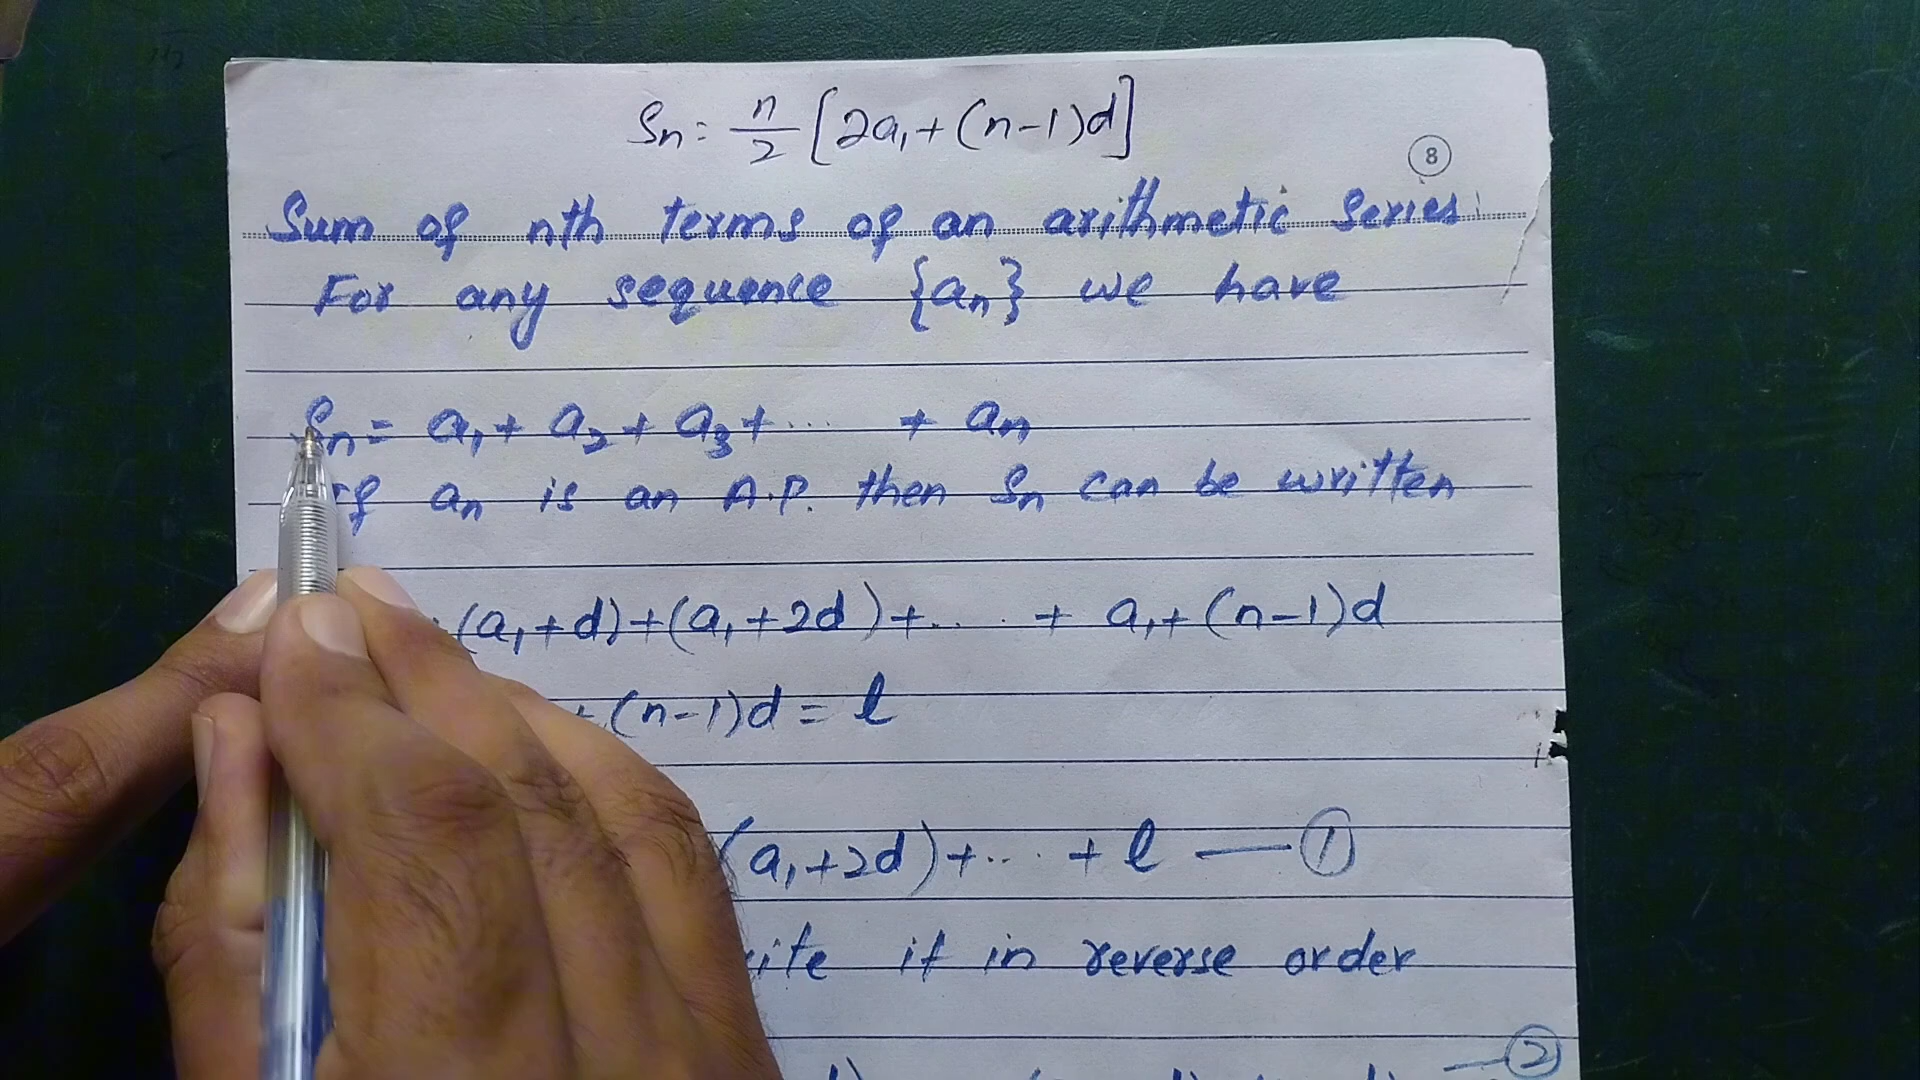 Sn = n/2 [2a₁ + (n-1)d]
8
Sum of nth terms of an arithmetic Series:
For any sequence {aₙ} we have
Sn = a₁ + a₂ + a₃ + .... + aₙ
If aₙ is an A.P. then Sn can be written
(a₁+d)+(a₁+2d)+.. .. + a₁+(n-1)d
+(n-1)d = l
(a₁+2d)+... + l — ①
it in reverse order
— ②